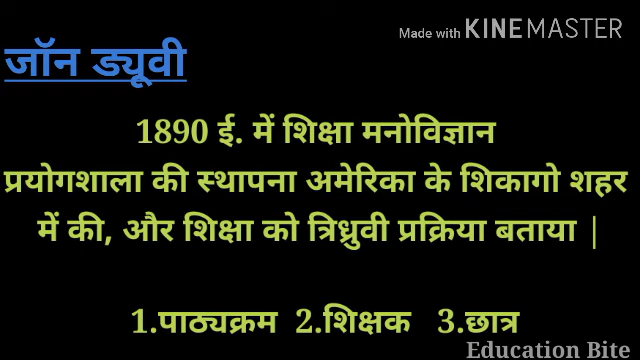 Made with KINEMASTER
जॉन ड्यूवी
1890 ई. में शिक्षा मनोविज्ञान
प्रयोगशाला की स्थापना अमेरिका के शिकागो शहर
में की, और शिक्षा को त्रिध्रुवी प्रक्रिया बताया |
1.पाठ्यक्रम 2.शिक्षक 3.छात्र
Education Bite